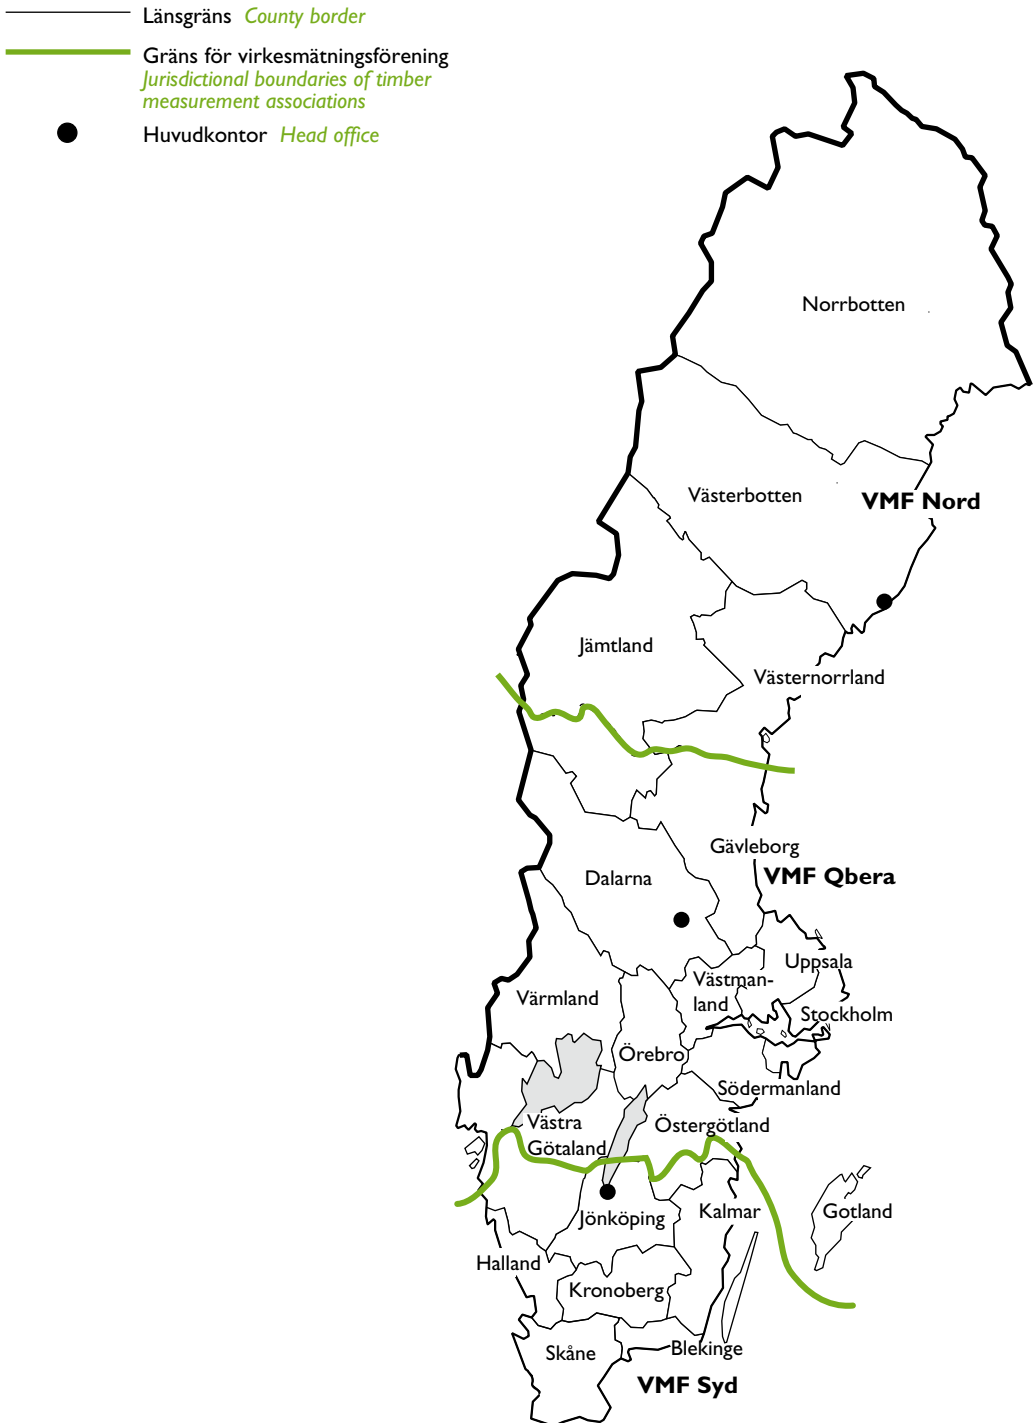 Länsgräns County border
Gräns för virkesmätningsförening
Jurisdictional boundaries of timber
measurement associations
Huvudkontor Head office
Norrbotten
Västerbotten
VMF Nord
Jämtland
Västernorrland
Gävleborg
Dalarna
VMF Qbera
Uppsala
Västman-
land
Värmland
Stockholm
Örebro
Södermanland
Västra
Götaland
Östergötland
Kalmar
Gotland
Jönköping
Halland
Kronoberg
Blekinge
Skåne
VMF Syd